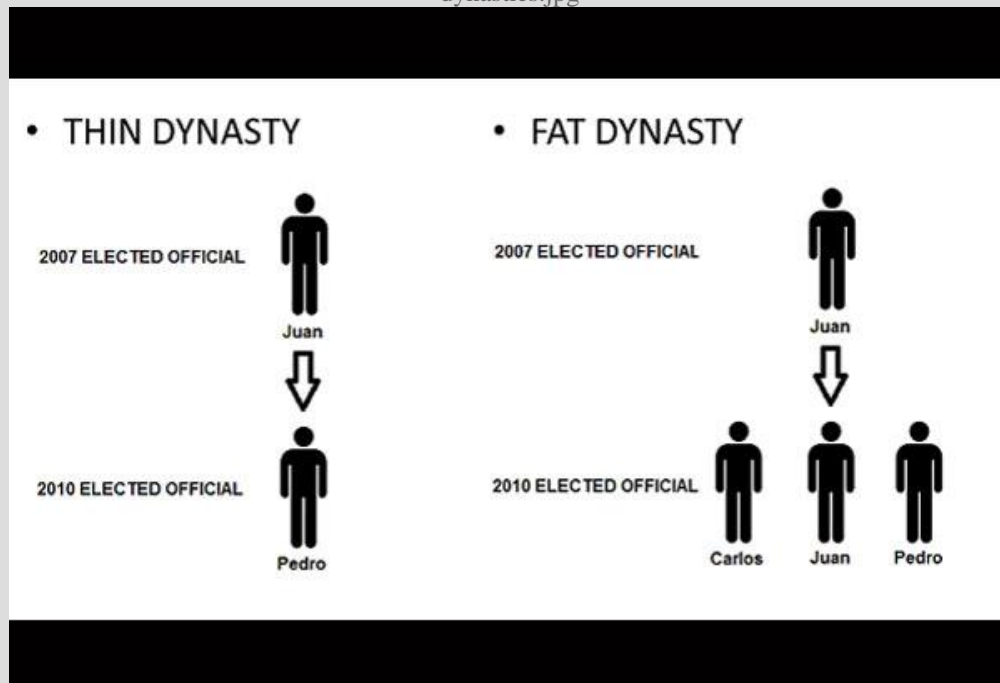 • THIN DYNASTY
2007 ELECTED OFFICIAL
Juan
2010 ELECTED OFFICIAL
Pedro
• FAT DYNASTY
2007 ELECTED OFFICIAL
Juan
2010 ELECTED OFFICIAL
Carlos Juan Pedro